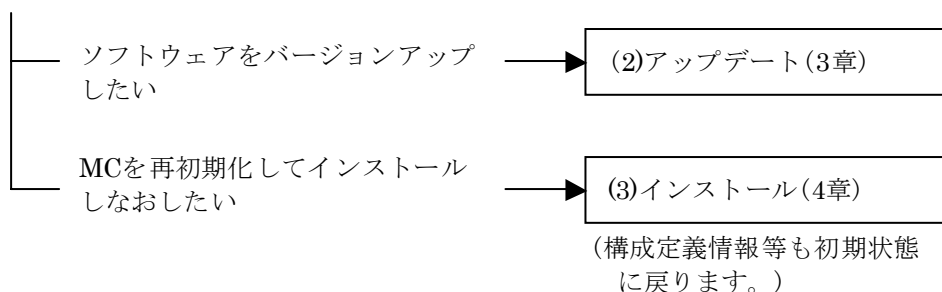 ソフトウェアをバージョンアップ
したい
(2)アップデート(3章)
MCを再初期化してインストール
しなおしたい
(3)インストール(4章)
(構成定義情報等も初期状態
に戻ります。)